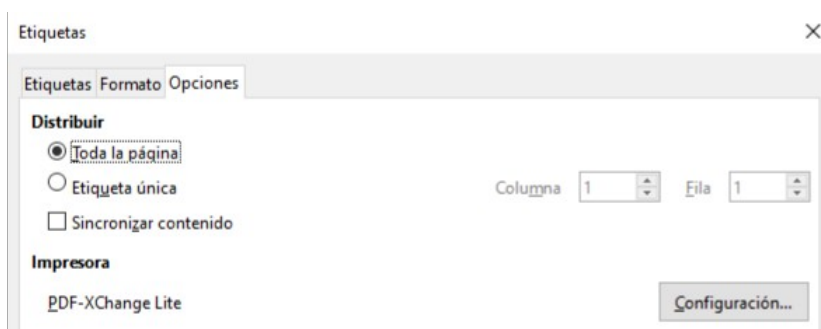 Etiquetas
Etiquetas Formato Opciones
Distribuir
Toda la página
Etiqueta única Columna 1 Fila 1
Sincronizar contenido
Impresora
PDF-XChange Lite Configuración...